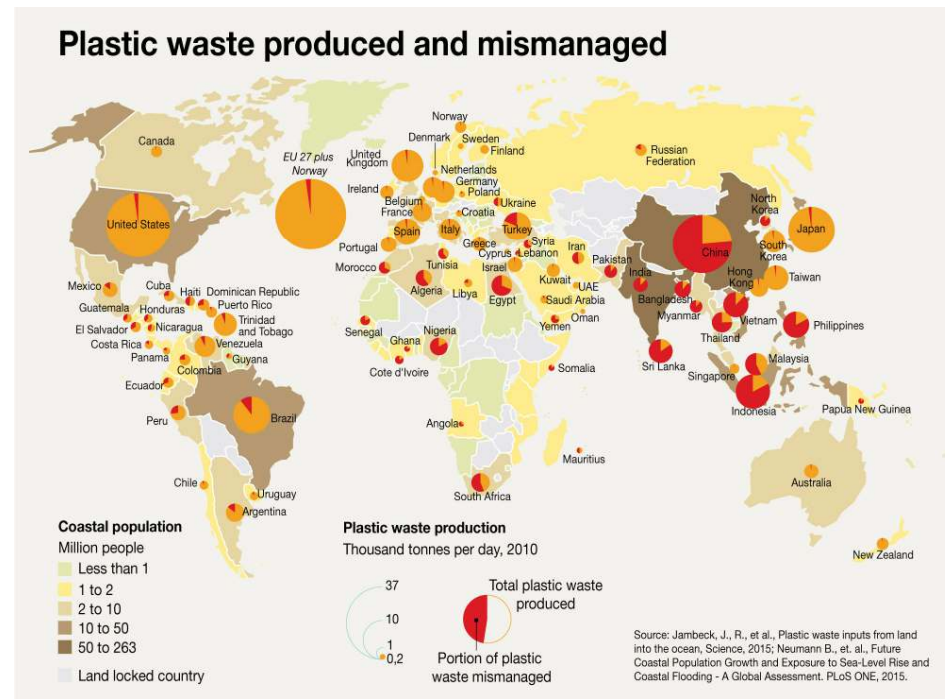 Plastic waste produced and mismanaged
Canada
United States
EU 27 plus
Norway
Norway
Denmark
Sweden
Finland
United
Kingdom
Netherlands
Germany
Ireland
Poland
Belgium
Ukraine
France
Croatia
Spain
Italy
Turkey
Portugal
Greece
Syria
Cyprus
Lebanon
Morocco
Tunisia
Israel
Iran
Pakistan
Algeria
Libya
Egypt
Kuwait
UAE
Saudi Arabia
Oman
Yemen
Russian
Federation
North
Korea
Japan
China
South
Korea
India
Hong
Kong
Taiwan
Bangladesh
Myanmar
Vietnam
Philippines
Thailand
Sri Lanka
Malaysia
Singapore
Indonesia
Papua New Guinea
Mexico
Cuba
Haiti
Dominican Republic
Puerto Rico
Guatemala
Honduras
Trinidad
and Tobago
El Salvador
Nicaragua
Costa Rica
Venezuela
Panama
Guyana
Colombia
Ecuador
Peru
Brazil
Chile
Uruguay
Argentina
Senegal
Nigeria
Ghana
Cote d'Ivoire
Somalia
Angola
Mauritius
South Africa
Australia
New Zealand
Coastal population
Million people
Less than 1
1 to 2
2 to 10
10 to 50
50 to 263
Land locked country
Plastic waste production
Thousand tonnes per day, 2010
37
10
1
0,2
Total plastic waste
produced
Portion of plastic
waste mismanaged
Source: Jambeck, J., R., et al., Plastic waste inputs from land
into the ocean, Science, 2015; Neumann B., et. al., Future
Coastal Population Growth and Exposure to Sea-Level Rise and
Coastal Flooding - A Global Assessment. PLoS ONE, 2015.